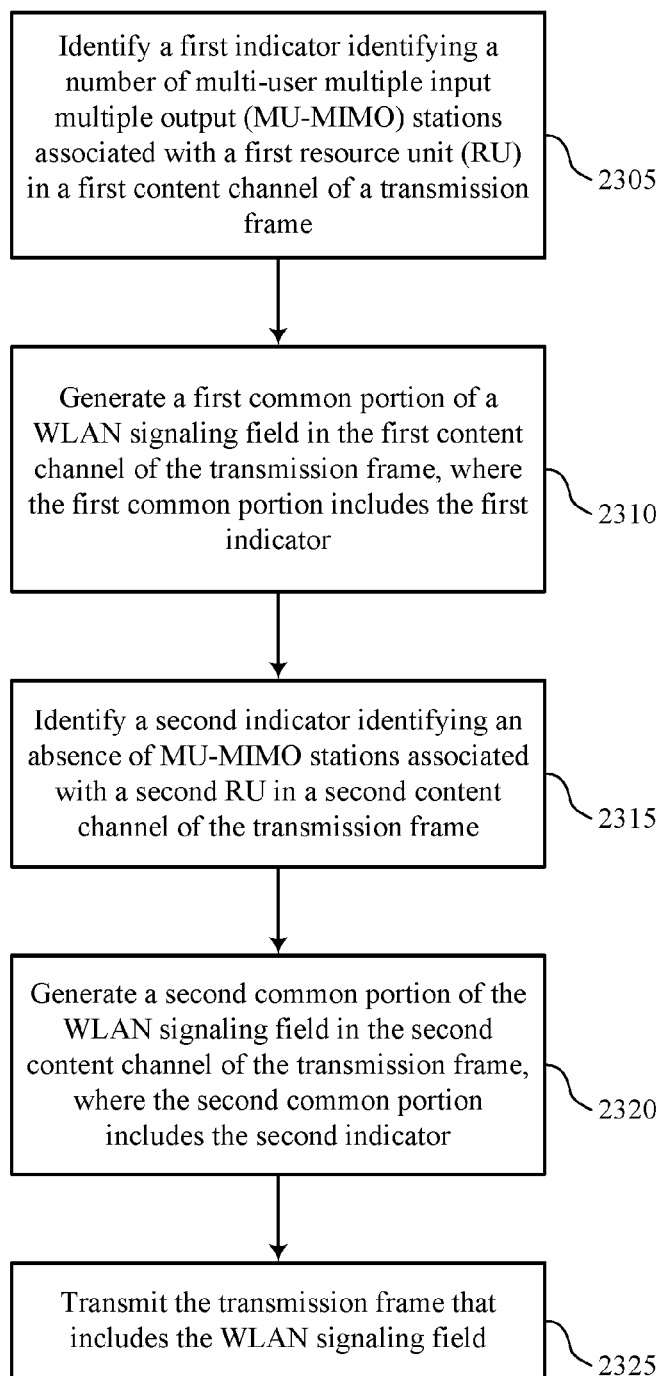 Identify a first indicator identifying a
number of multi-user multiple input
multiple output (MU-MIMO) stations
associated with a first resource unit (RU)
in a first content channel of a transmission
frame
2305
Generate a first common portion of a
WLAN signaling field in the first content
channel of the transmission frame, where
the first common portion includes the first
indicator
2310
Identify a second indicator identifying an
absence of MU-MIMO stations associated
with a second RU in a second content
channel of the transmission frame
2315
Generate a second common portion of the
WLAN signaling field in the second
content channel of the transmission frame,
where the second common portion
includes the second indicator
2320
Transmit the transmission frame that
includes the WLAN signaling field
2325